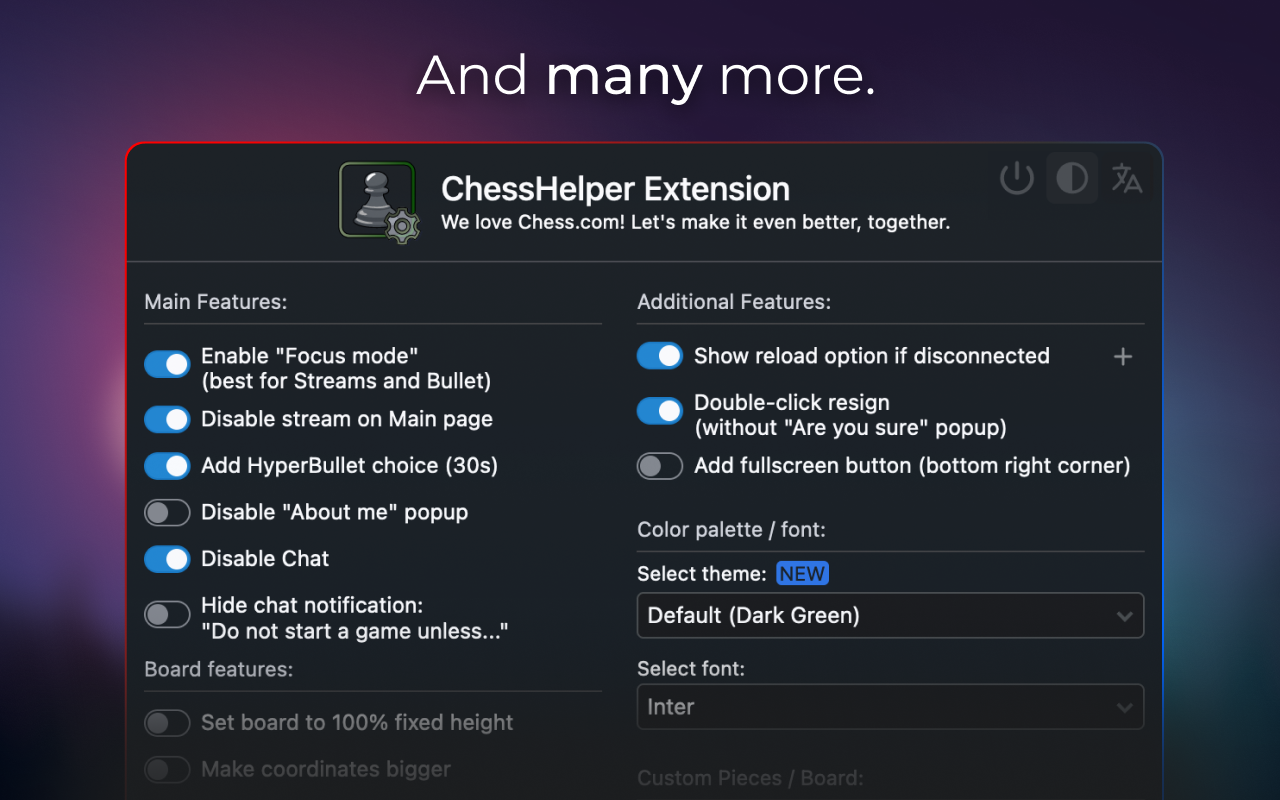 And many more.
ChessHelper Extension
We love Chess.com! Let's make it even better, together.
Main Features:
Enable "Focus mode"
(best for Streams and Bullet)
Disable stream on Main page
Add HyperBullet choice (30s)
Disable "About me" popup
Disable Chat
Hide chat notification:
"Do not start a game unless..."
Board features:
Set board to 100% fixed height
Make coordinates bigger
Additional Features:
Show reload option if disconnected
Double-click resign
(without "Are you sure" popup)
Add fullscreen button (bottom right corner)
Color palette / font:
Select theme: NEW
Default (Dark Green)
Select font:
Inter
Custom Pieces / Board: